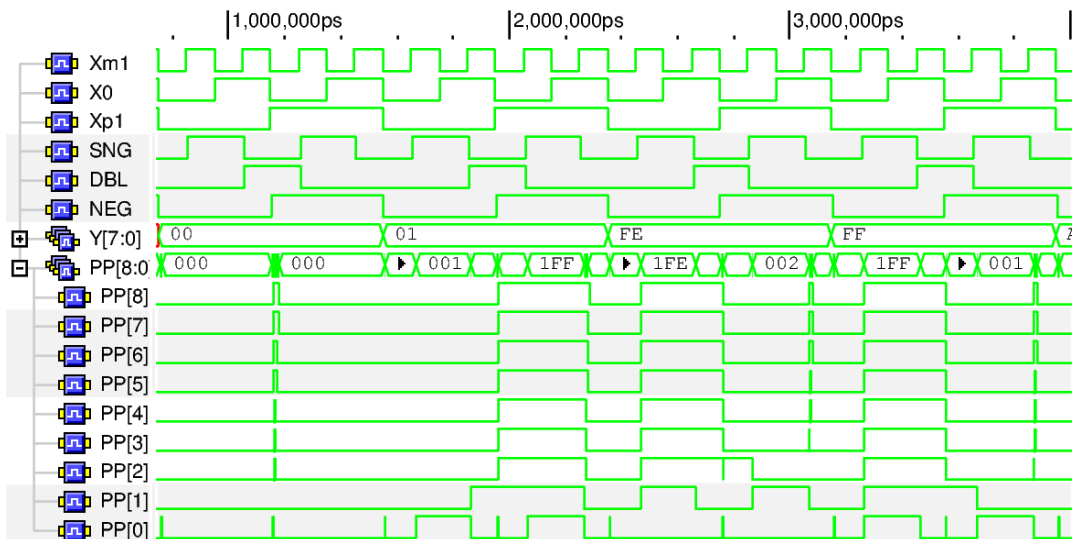 1,000,000ps 2,000,000ps 3,000,000ps
Xm1
X0
Xp1
SNG
DBL
NEG
Y[7:0] 00 01 FE FF
PP[8:0 000 000 001 1FF 1FE 002 1FF 001
PP[8]
PP[7]
PP[6]
PP[5]
PP[4]
PP[3]
PP[2]
PP[1]
PP[0]